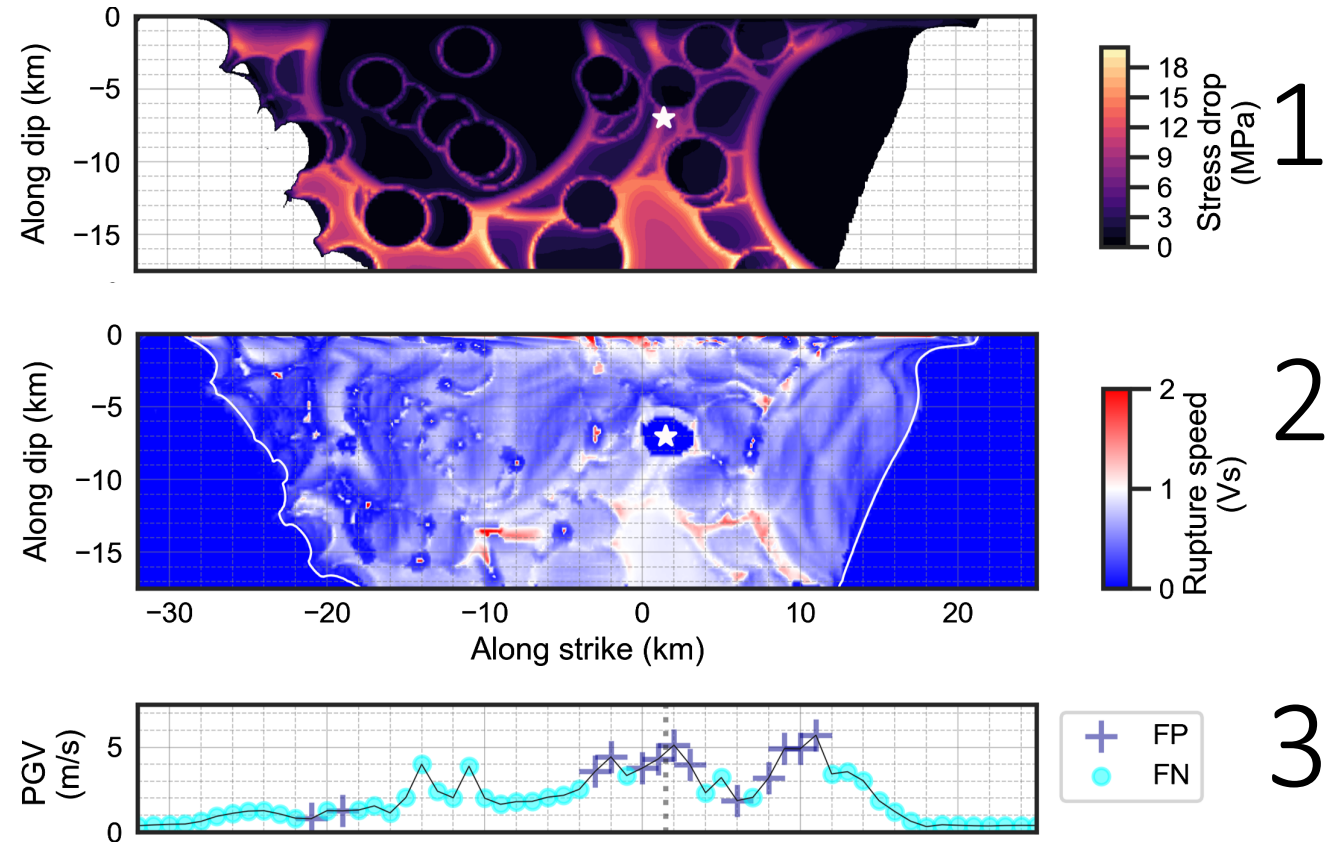 0
−5
−10
−15
Along dip (km)
18
15
12
9
6
3
0
Stress drop
(MPa)
1
0
−5
−10
−15
Along dip (km)
−30
−20
−10
0
10
20
Along strike (km)
2
1
0
Rupture speed
(Vs)
2
5
0
PGV
(m/s)
FP
FN
3